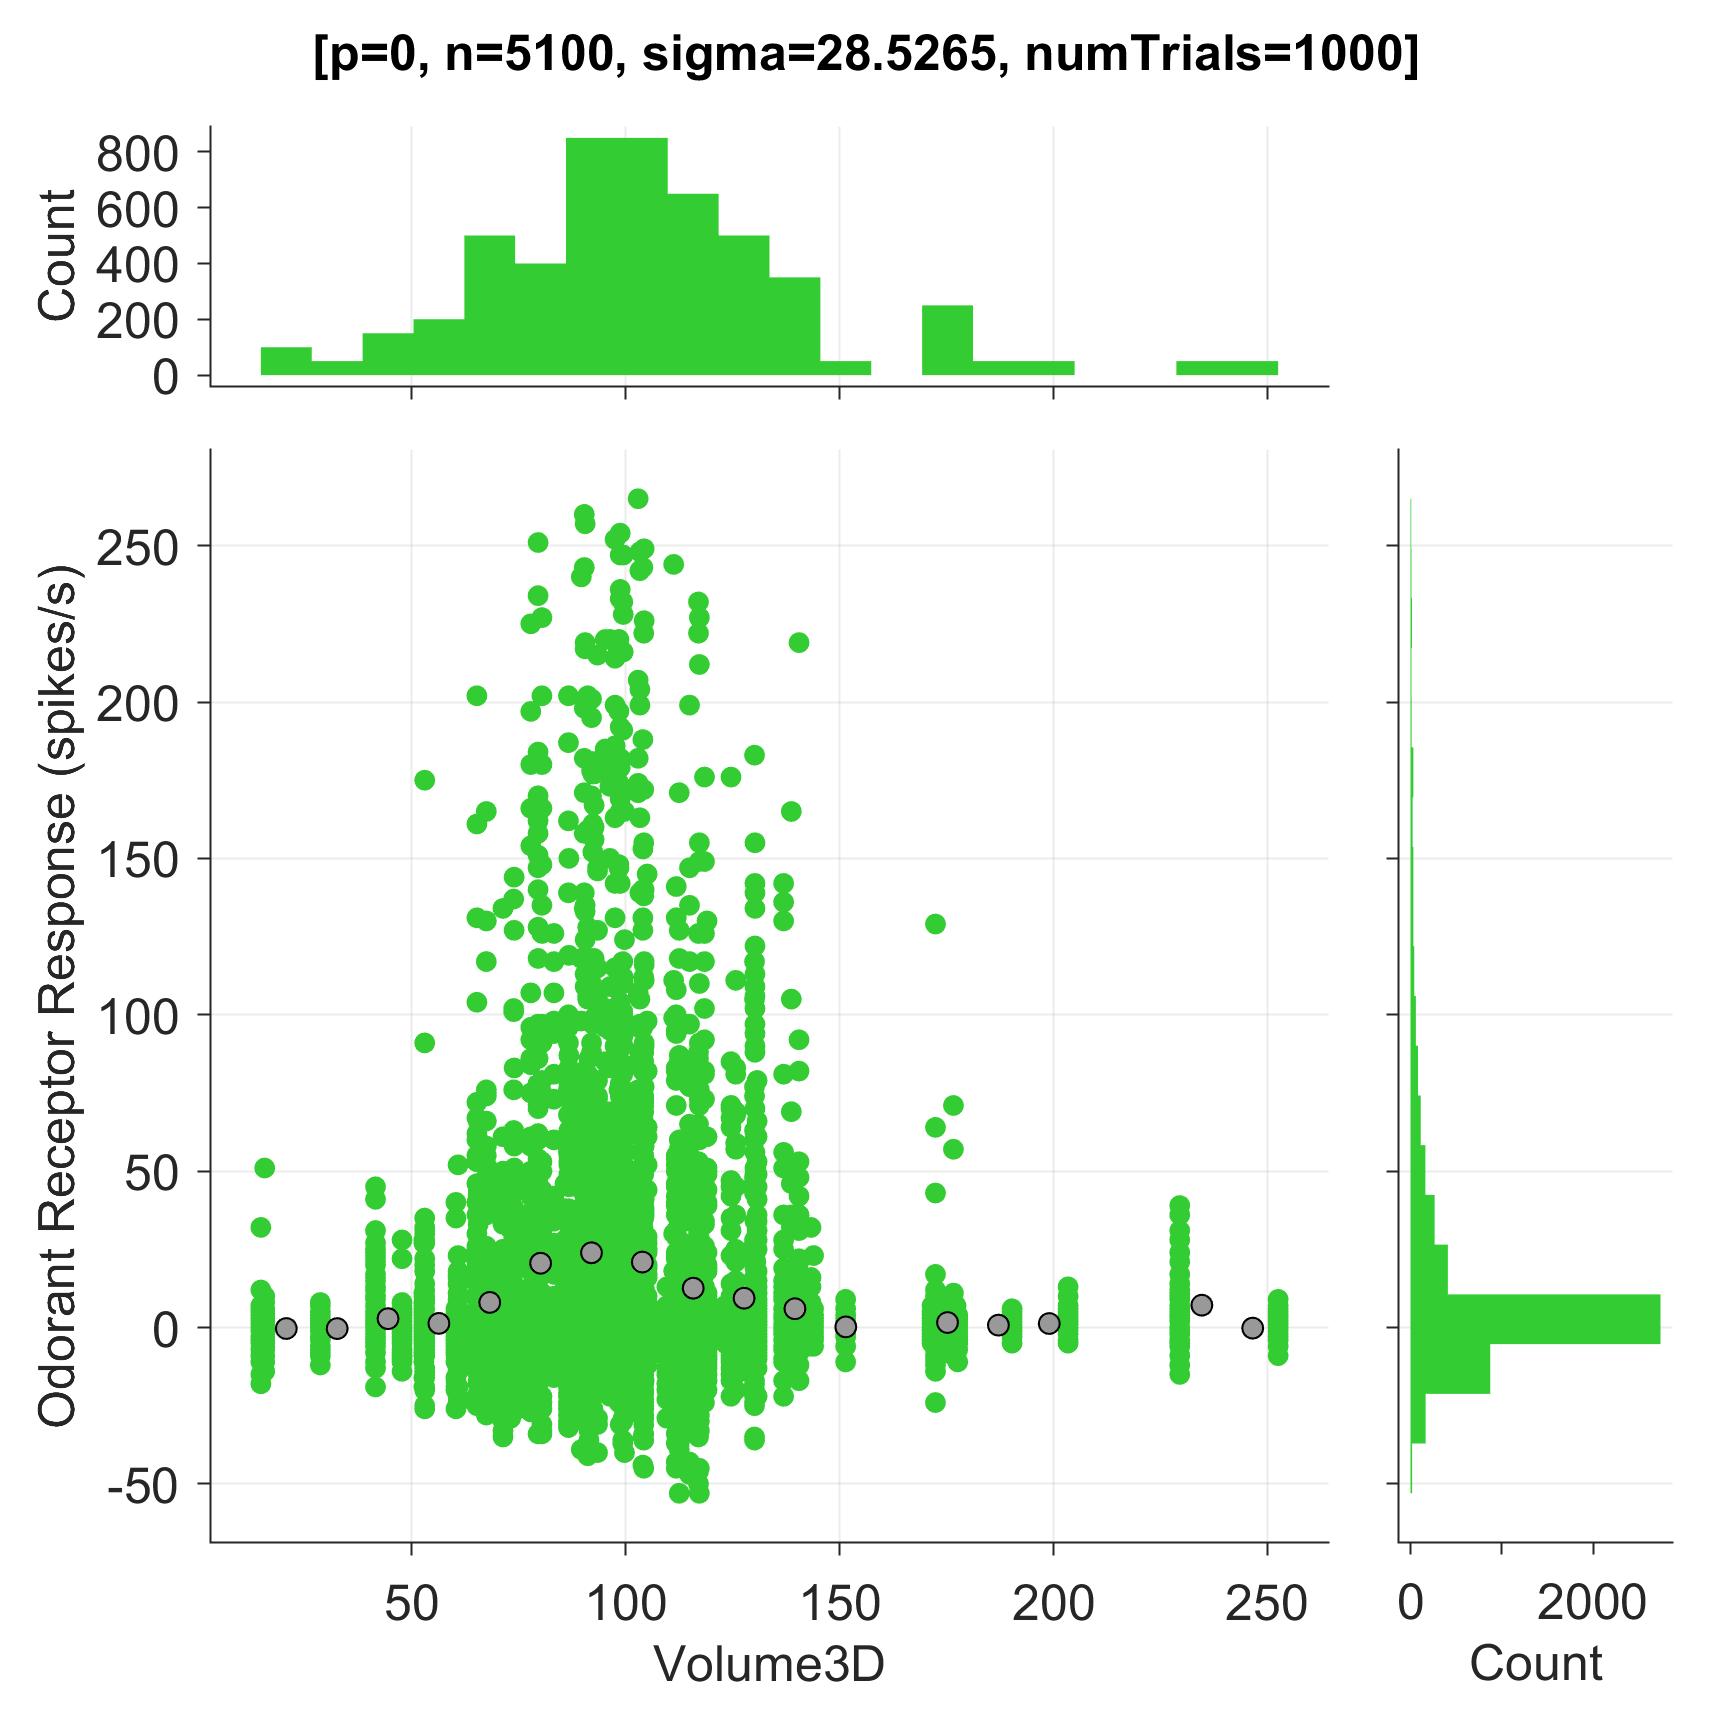 [p=0, n=5100, sigma=28.5265, numTrials=1000]
Count
800
600
400
200
0
Odorant Receptor Response (spikes/s)
250
200
150
100
50
0
-50
50 100 150 200 250
Volume3D
0 2000
Count